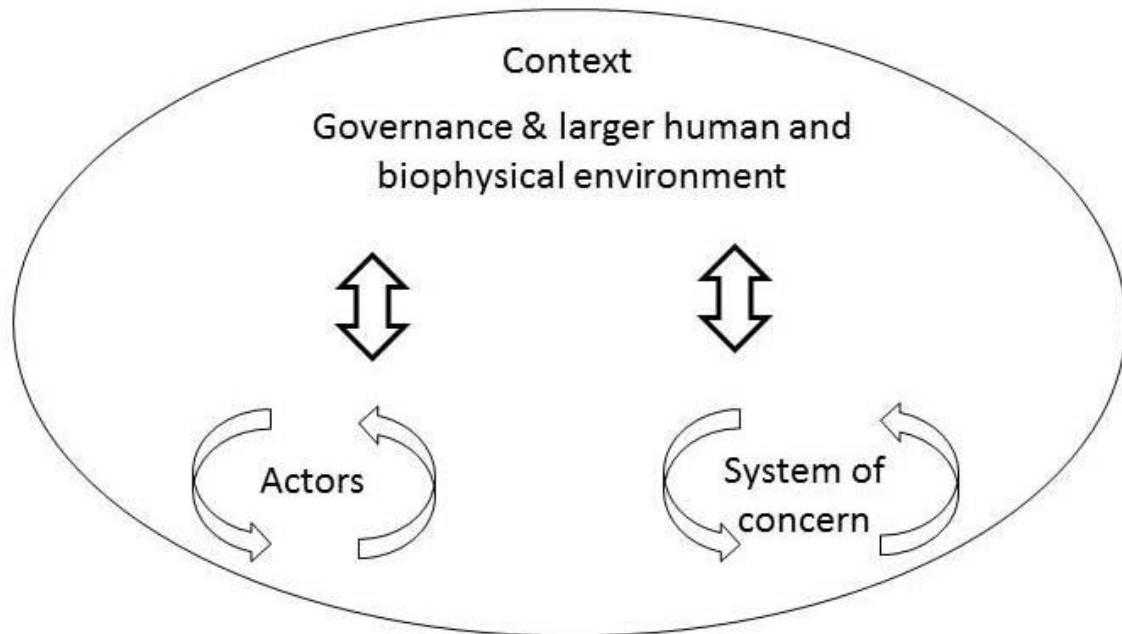 Context
Governance & larger human and
biophysical environment
Actors
System of
concern